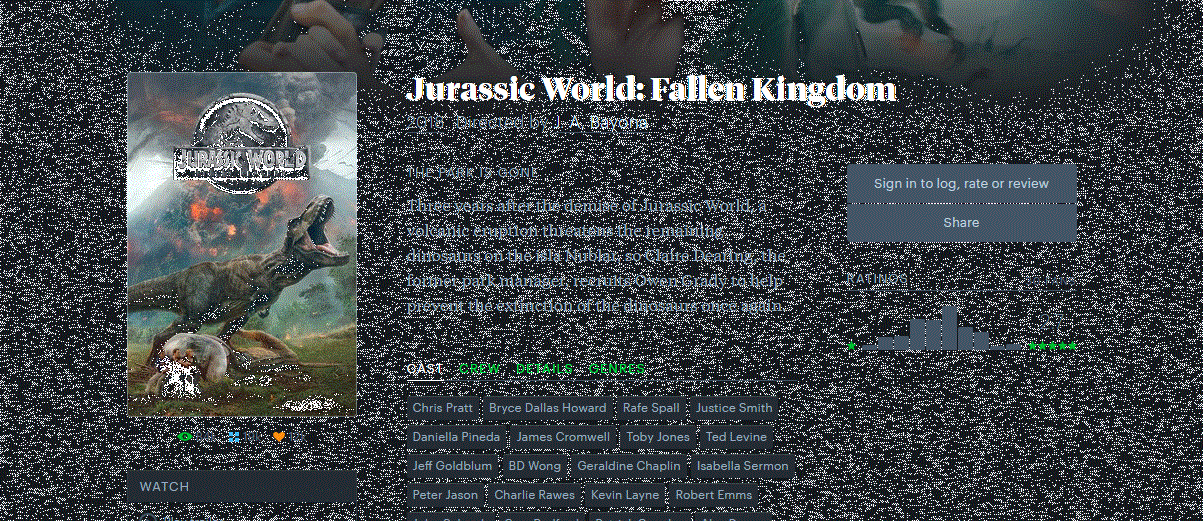 JURASSIC WORLD
Jurassic World: Fallen Kingdom
2018 Directed by J. A. Bayona
THE PARK IS GONE
Three years after the demise of Jurassic World, a
volcanic eruption threatens the remaining
dinosaurs on the isla Nublar, so Claire Dearing, the
former park manager, recruits Owen Grady to help
prevent the extinction of the dinosaurs once again.
Sign in to log, rate or review
Share
RATINGS
CAST CREW DETAILS GENRES
Chris Pratt Bryce Dallas Howard Rafe Spall Justice Smith
Daniella Pineda James Cromwell Toby Jones Ted Levine
Jeff Goldblum BD Wong Geraldine Chaplin Isabella Sermon
Peter Jason Charlie Rawes Kevin Layne Robert Emms
WATCH